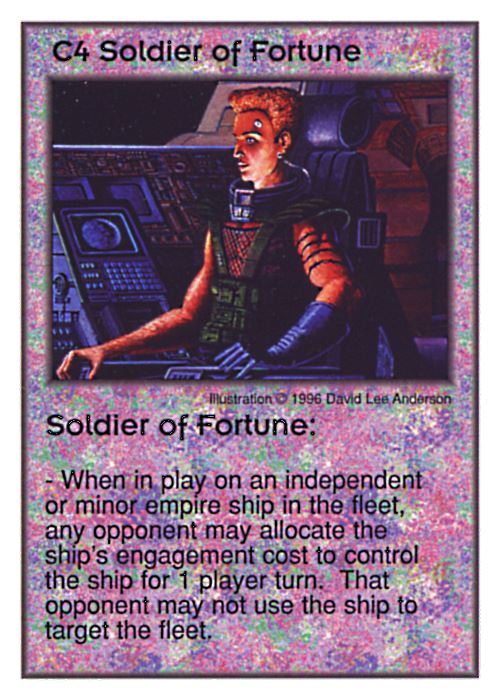 C4 Soldier of Fortune
Illustration © 1996 David Lee Anderson
Soldier of Fortune:
- When in play on an independent
or minor empire ship in the fleet,
any opponent may allocate the
ship's engagement cost to control
the ship for 1 player turn.  That
opponent may not use the ship to
target the fleet.